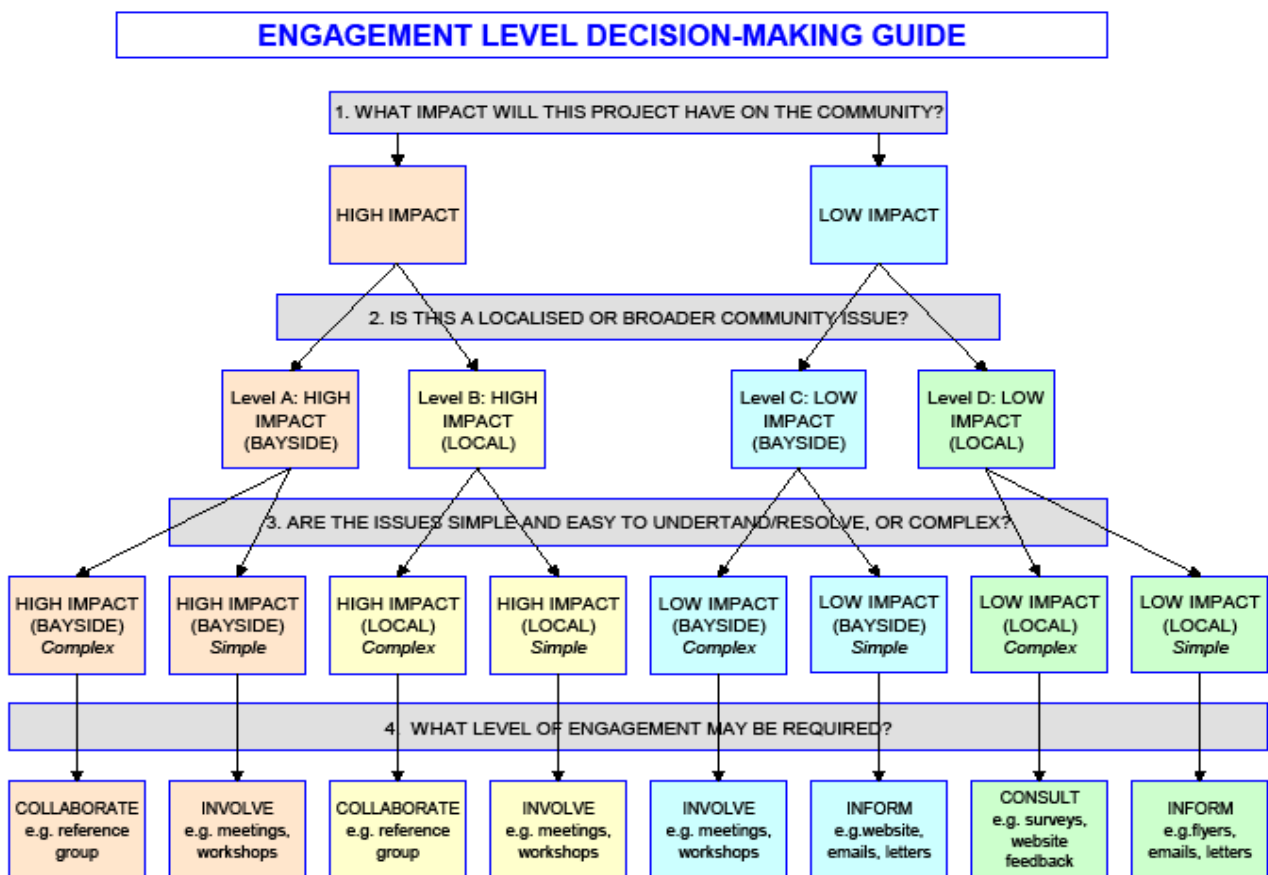 ENGAGEMENT LEVEL DECISION-MAKING GUIDE
1. WHAT IMPACT WILL THIS PROJECT HAVE ON THE COMMUNITY?
HIGH IMPACT
LOW IMPACT
2. IS THIS A LOCALISED OR BROADER COMMUNITY ISSUE?
Level A: HIGH
IMPACT
(BAYSIDE)
Level B: HIGH
IMPACT
(LOCAL)
Level C: LOW
IMPACT
(BAYSIDE)
Level D: LOW
IMPACT
(LOCAL)
3. ARE THE ISSUES SIMPLE AND EASY TO UNDERTAND/RESOLVE, OR COMPLEX?
HIGH IMPACT
(BAYSIDE)
Complex
HIGH IMPACT
(BAYSIDE)
Simple
HIGH IMPACT
(LOCAL)
Complex
HIGH IMPACT
(LOCAL)
Simple
LOW IMPACT
(BAYSIDE)
Complex
LOW IMPACT
(BAYSIDE)
Simple
LOW IMPACT
(LOCAL)
Complex
LOW IMPACT
(LOCAL)
Simple
4. WHAT LEVEL OF ENGAGEMENT MAY BE REQUIRED?
COLLABORATE
e.g. reference
group
INVOLVE
e.g. meetings,
workshops
COLLABORATE
e.g. reference
group
INVOLVE
e.g. meetings,
workshops
INVOLVE
e.g. meetings,
workshops
INFORM
e.g.website,
emails, letters
CONSULT
e.g. surveys,
website
feedback
INFORM
e.g.flyers,
emails, letters